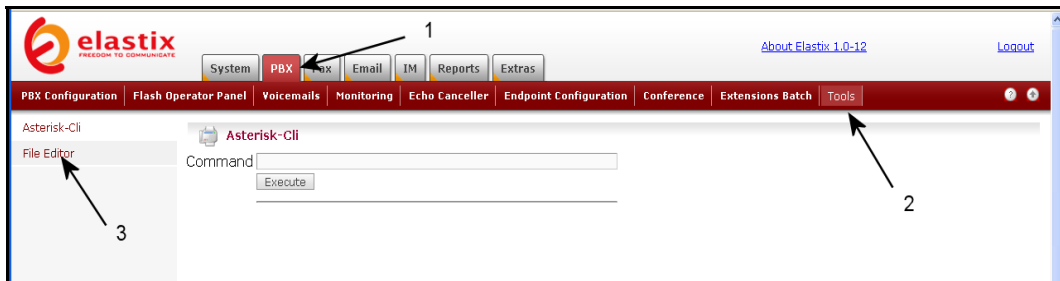 1
elastix
FREEDOM TO COMMUNICATE
About Elastix 1.0-12
Logout
System PBX Fax Email IM Reports Extras
PBX Configuration Flash Operator Panel Voicemails Monitoring Echo Canceller Endpoint Configuration Conference Extensions Batch Tools
Asterisk-Cli
File Editor
Asterisk-Cli
Command
Execute
2
3